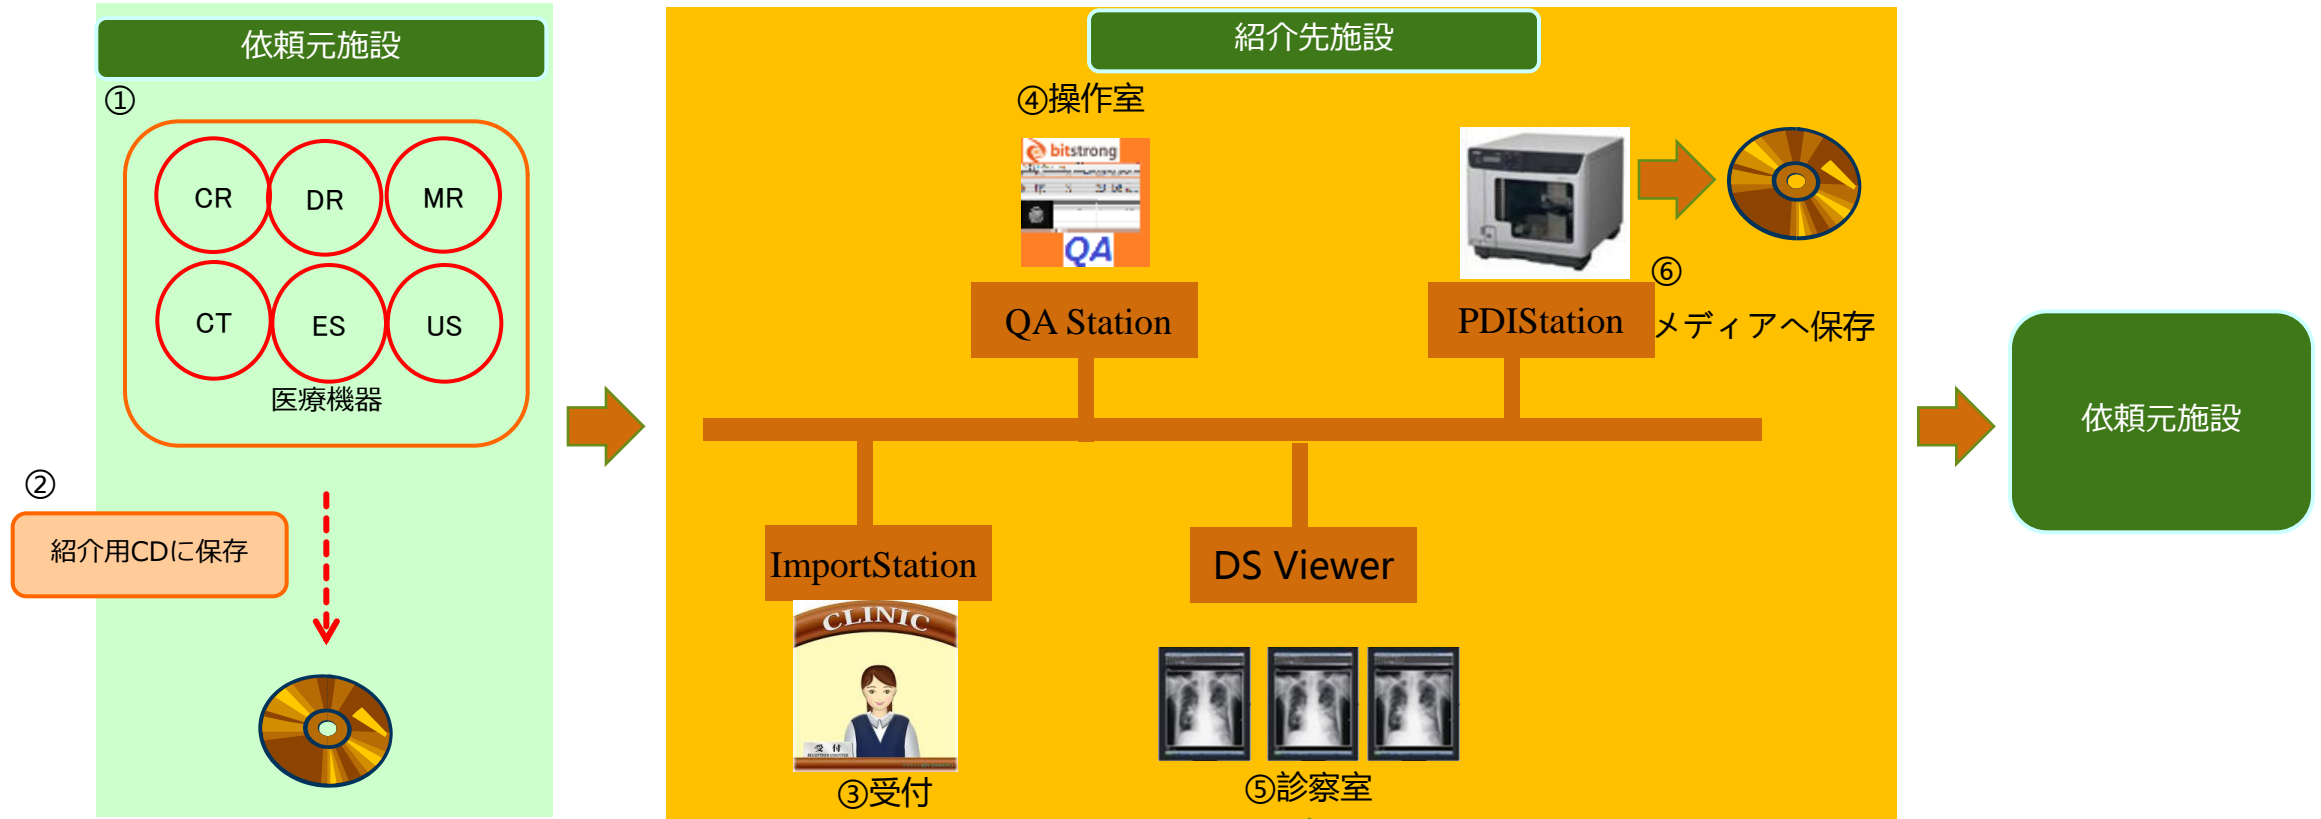 依頼元施設
①
CR
DR
MR
CT
ES
US
医療機器
②
紹介用CDに保存
紹介先施設
④操作室
bitstrong
QA
QA Station
PDIStation
⑥
メディアへ保存
ImportStation
CLINIC
受付
③受付
DS Viewer
⑤診察室
依頼元施設